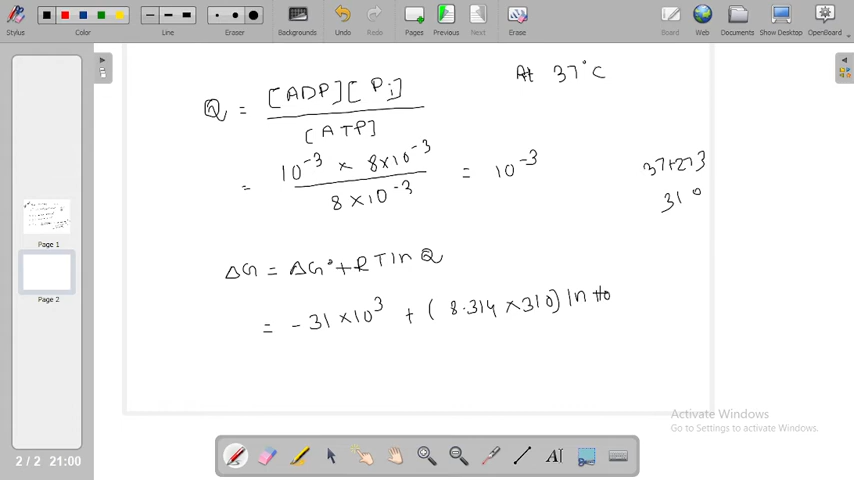 Stylus
Color
Line
Eraser
Backgrounds
Undo
Redo
Pages
Previous
Next
Erase
Board
Web
Documents
Show Desktop
OpenBoard
At 37°C
Q = [ADP][Pi]
[ATP]
= 10⁻³ × 8×10⁻³ = 10⁻³
8×10⁻³
37+273
310
ΔG = ΔG° + RT ln Q
= -31×10³ + (8.314×310) ln
Page 1
Page 2
Activate Windows
Go to Settings to activate Windows.
2 / 2 21:00